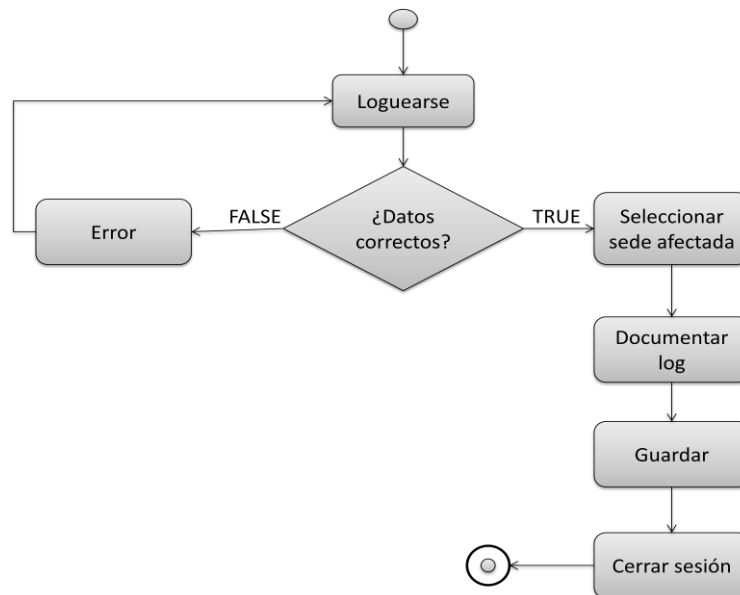 Loguearse
FALSE
¿Datos
correctos?
TRUE
Error
Seleccionar
sede afectada
Documentar
log
Guardar
Cerrar sesión